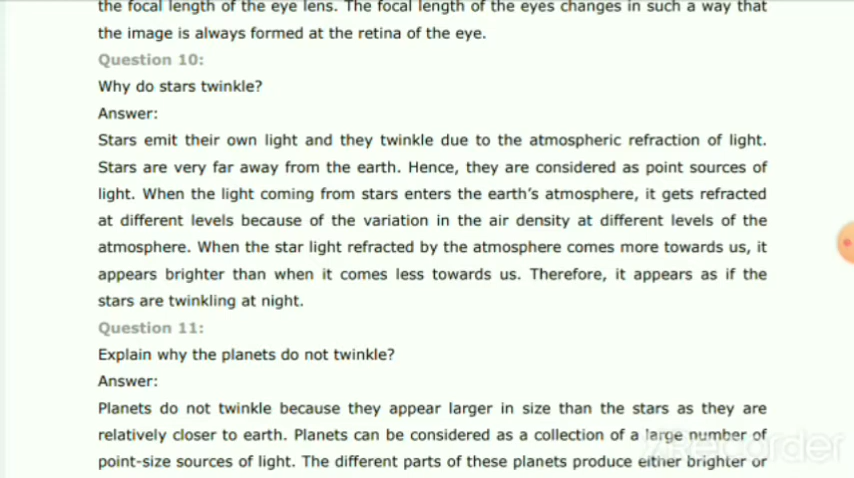 the focal length of the eye lens. The focal length of the eyes changes in such a way that
the image is always formed at the retina of the eye.
Question 10:
Why do stars twinkle?
Answer:
Stars emit their own light and they twinkle due to the atmospheric refraction of light.
Stars are very far away from the earth. Hence, they are considered as point sources of
light. When the light coming from stars enters the earth's atmosphere, it gets refracted
at different levels because of the variation in the air density at different levels of the
atmosphere. When the star light refracted by the atmosphere comes more towards us, it
appears brighter than when it comes less towards us. Therefore, it appears as if the
stars are twinkling at night.
Question 11:
Explain why the planets do not twinkle?
Answer:
Planets do not twinkle because they appear larger in size than the stars as they are
relatively closer to earth. Planets can be considered as a collection of a large number of
point-size sources of light. The different parts of these planets produce either brighter or
XRecorder